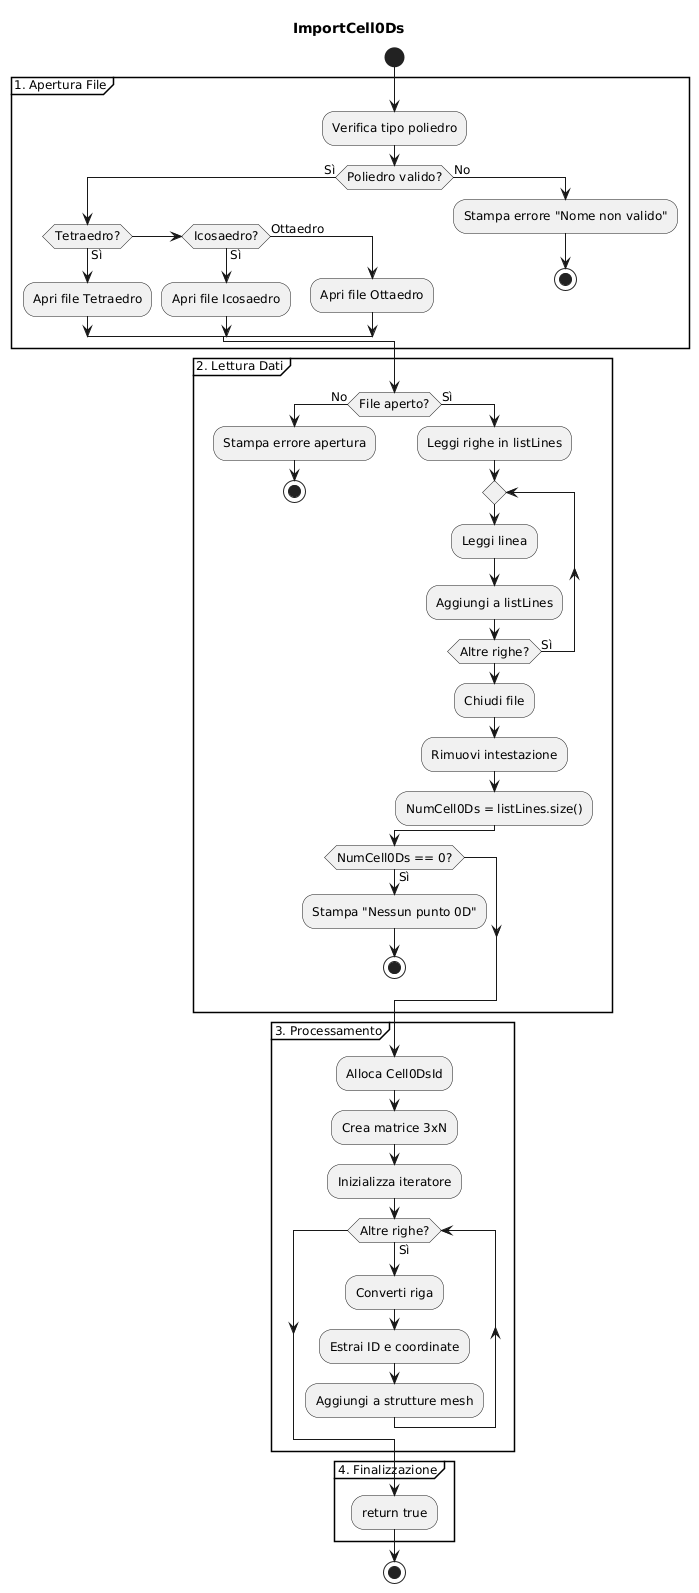 ImportCell0Ds
1. Apertura File
Verifica tipo poliedro
Sì
Poliedro valido?
No
Stampa errore "Nome non valido"
Tetraedro?
Icosaedro?
Ottaedro
Sì
Sì
Apri file Tetraedro
Apri file Icosaedro
Apri file Ottaedro
2. Lettura Dati
No
File aperto?
Sì
Stampa errore apertura
Leggi righe in listLines
Leggi linea
Aggiungi a listLines
Altre righe?
Sì
Chiudi file
Rimuovi intestazione
NumCell0Ds = listLines.size()
NumCell0Ds == 0?
Sì
Stampa "Nessun punto 0D"
3. Processamento
Alloca Cell0DsId
Crea matrice 3xN
Inizializza iteratore
Altre righe?
Sì
Converti riga
Estrai ID e coordinate
Aggiungi a strutture mesh
4. Finalizzazione
return true